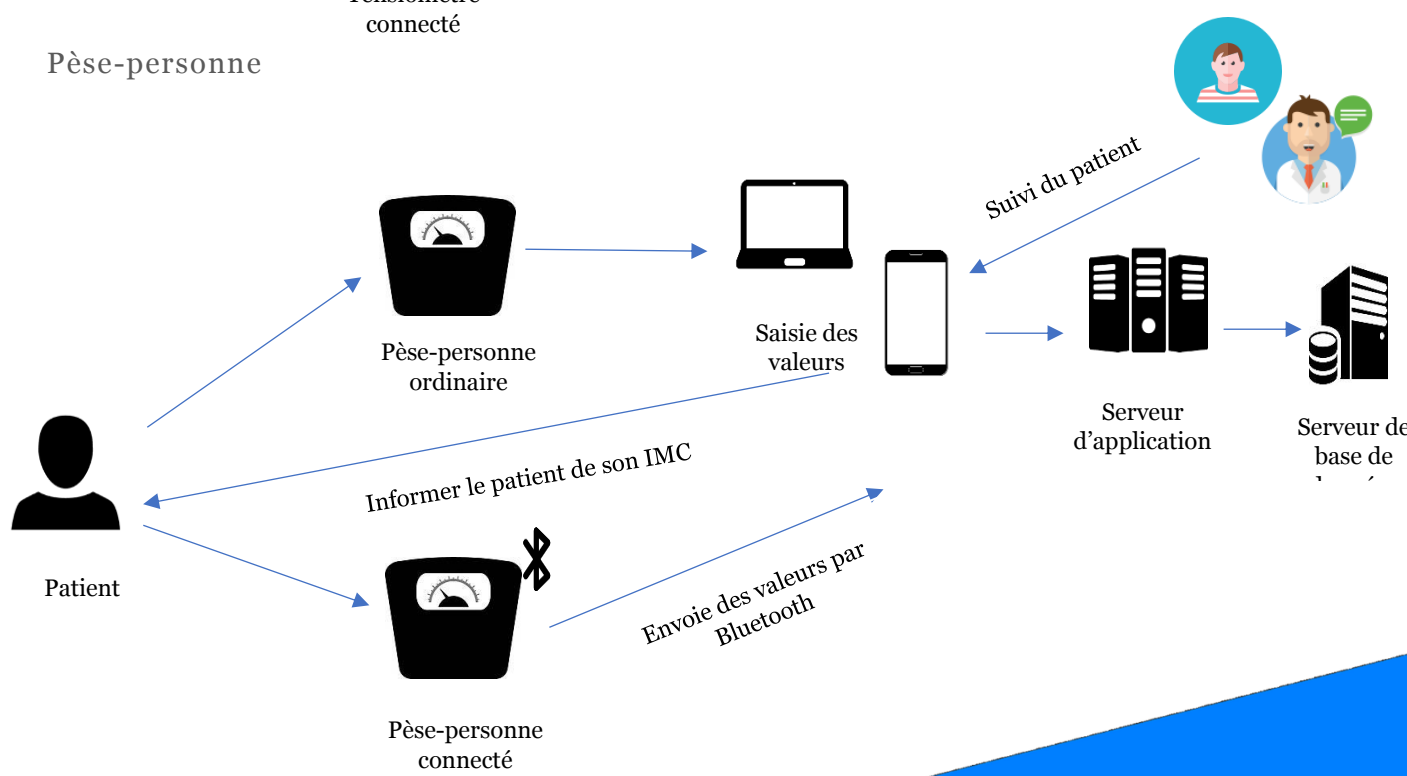 connecté
Pèse-personne
Suivi du patient
Pèse-personne
ordinaire
Saisie des
valeurs
Serveur
d’application
Serveur de
base de
Informer le patient de son IMC
Patient
Envoie des valeurs par
Bluetooth
Pèse-personne
connecté